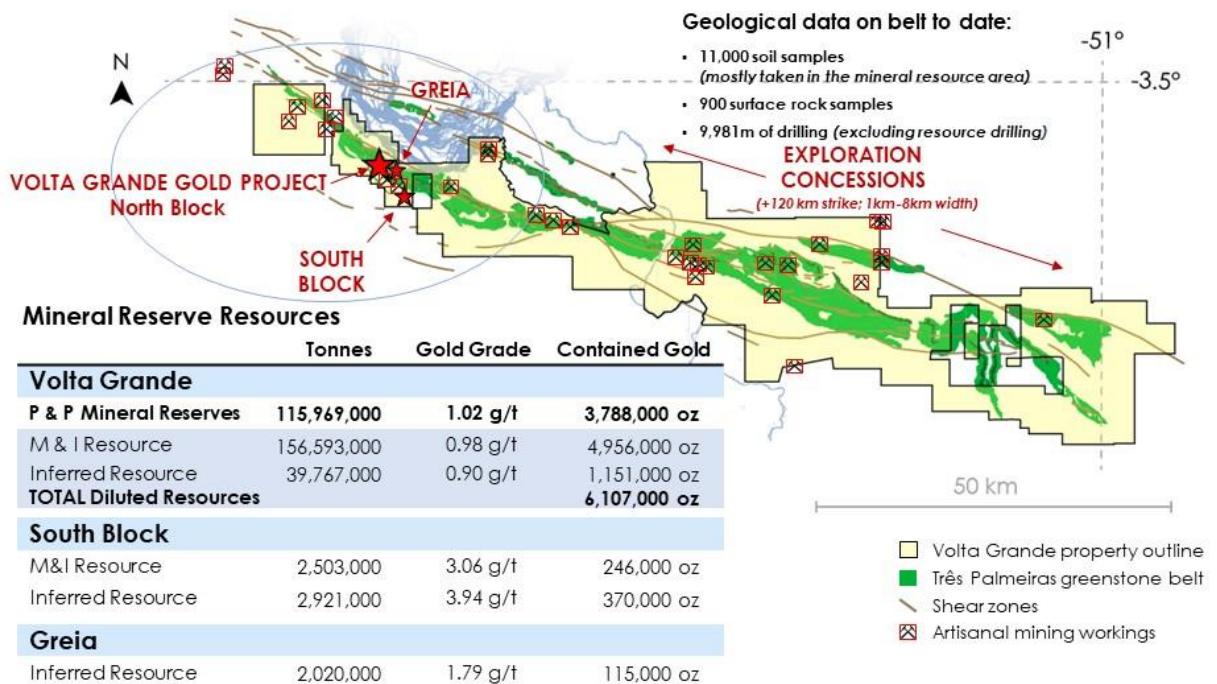 Geological data on belt to date:
▪ 11,000 soil samples
(mostly taken in the mineral resource area)
▪ 900 surface rock samples
▪ 9,981m of drilling (excluding resource drilling)
-51°
-3.5°
N
GREIA
VOLTA GRANDE GOLD PROJECT
North Block
SOUTH
BLOCK
EXPLORATION
CONCESSIONS
(+120 km strike; 1km-8km width)
Mineral Reserve Resources
Tonnes Gold Grade Contained Gold
Volta Grande
P & P Mineral Reserves 115,969,000 1.02 g/t 3,788,000 oz
M & I Resource 156,593,000 0.98 g/t 4,956,000 oz
Inferred Resource 39,767,000 0.90 g/t 1,151,000 oz
TOTAL Diluted Resources 6,107,000 oz
South Block
M&I Resource 2,503,000 3.06 g/t 246,000 oz
Inferred Resource 2,921,000 3.94 g/t 370,000 oz
Greia
Inferred Resource 2,020,000 1.79 g/t 115,000 oz
50 km
Volta Grande property outline
Três Palmeiras greenstone belt
Shear zones
Artisanal mining workings